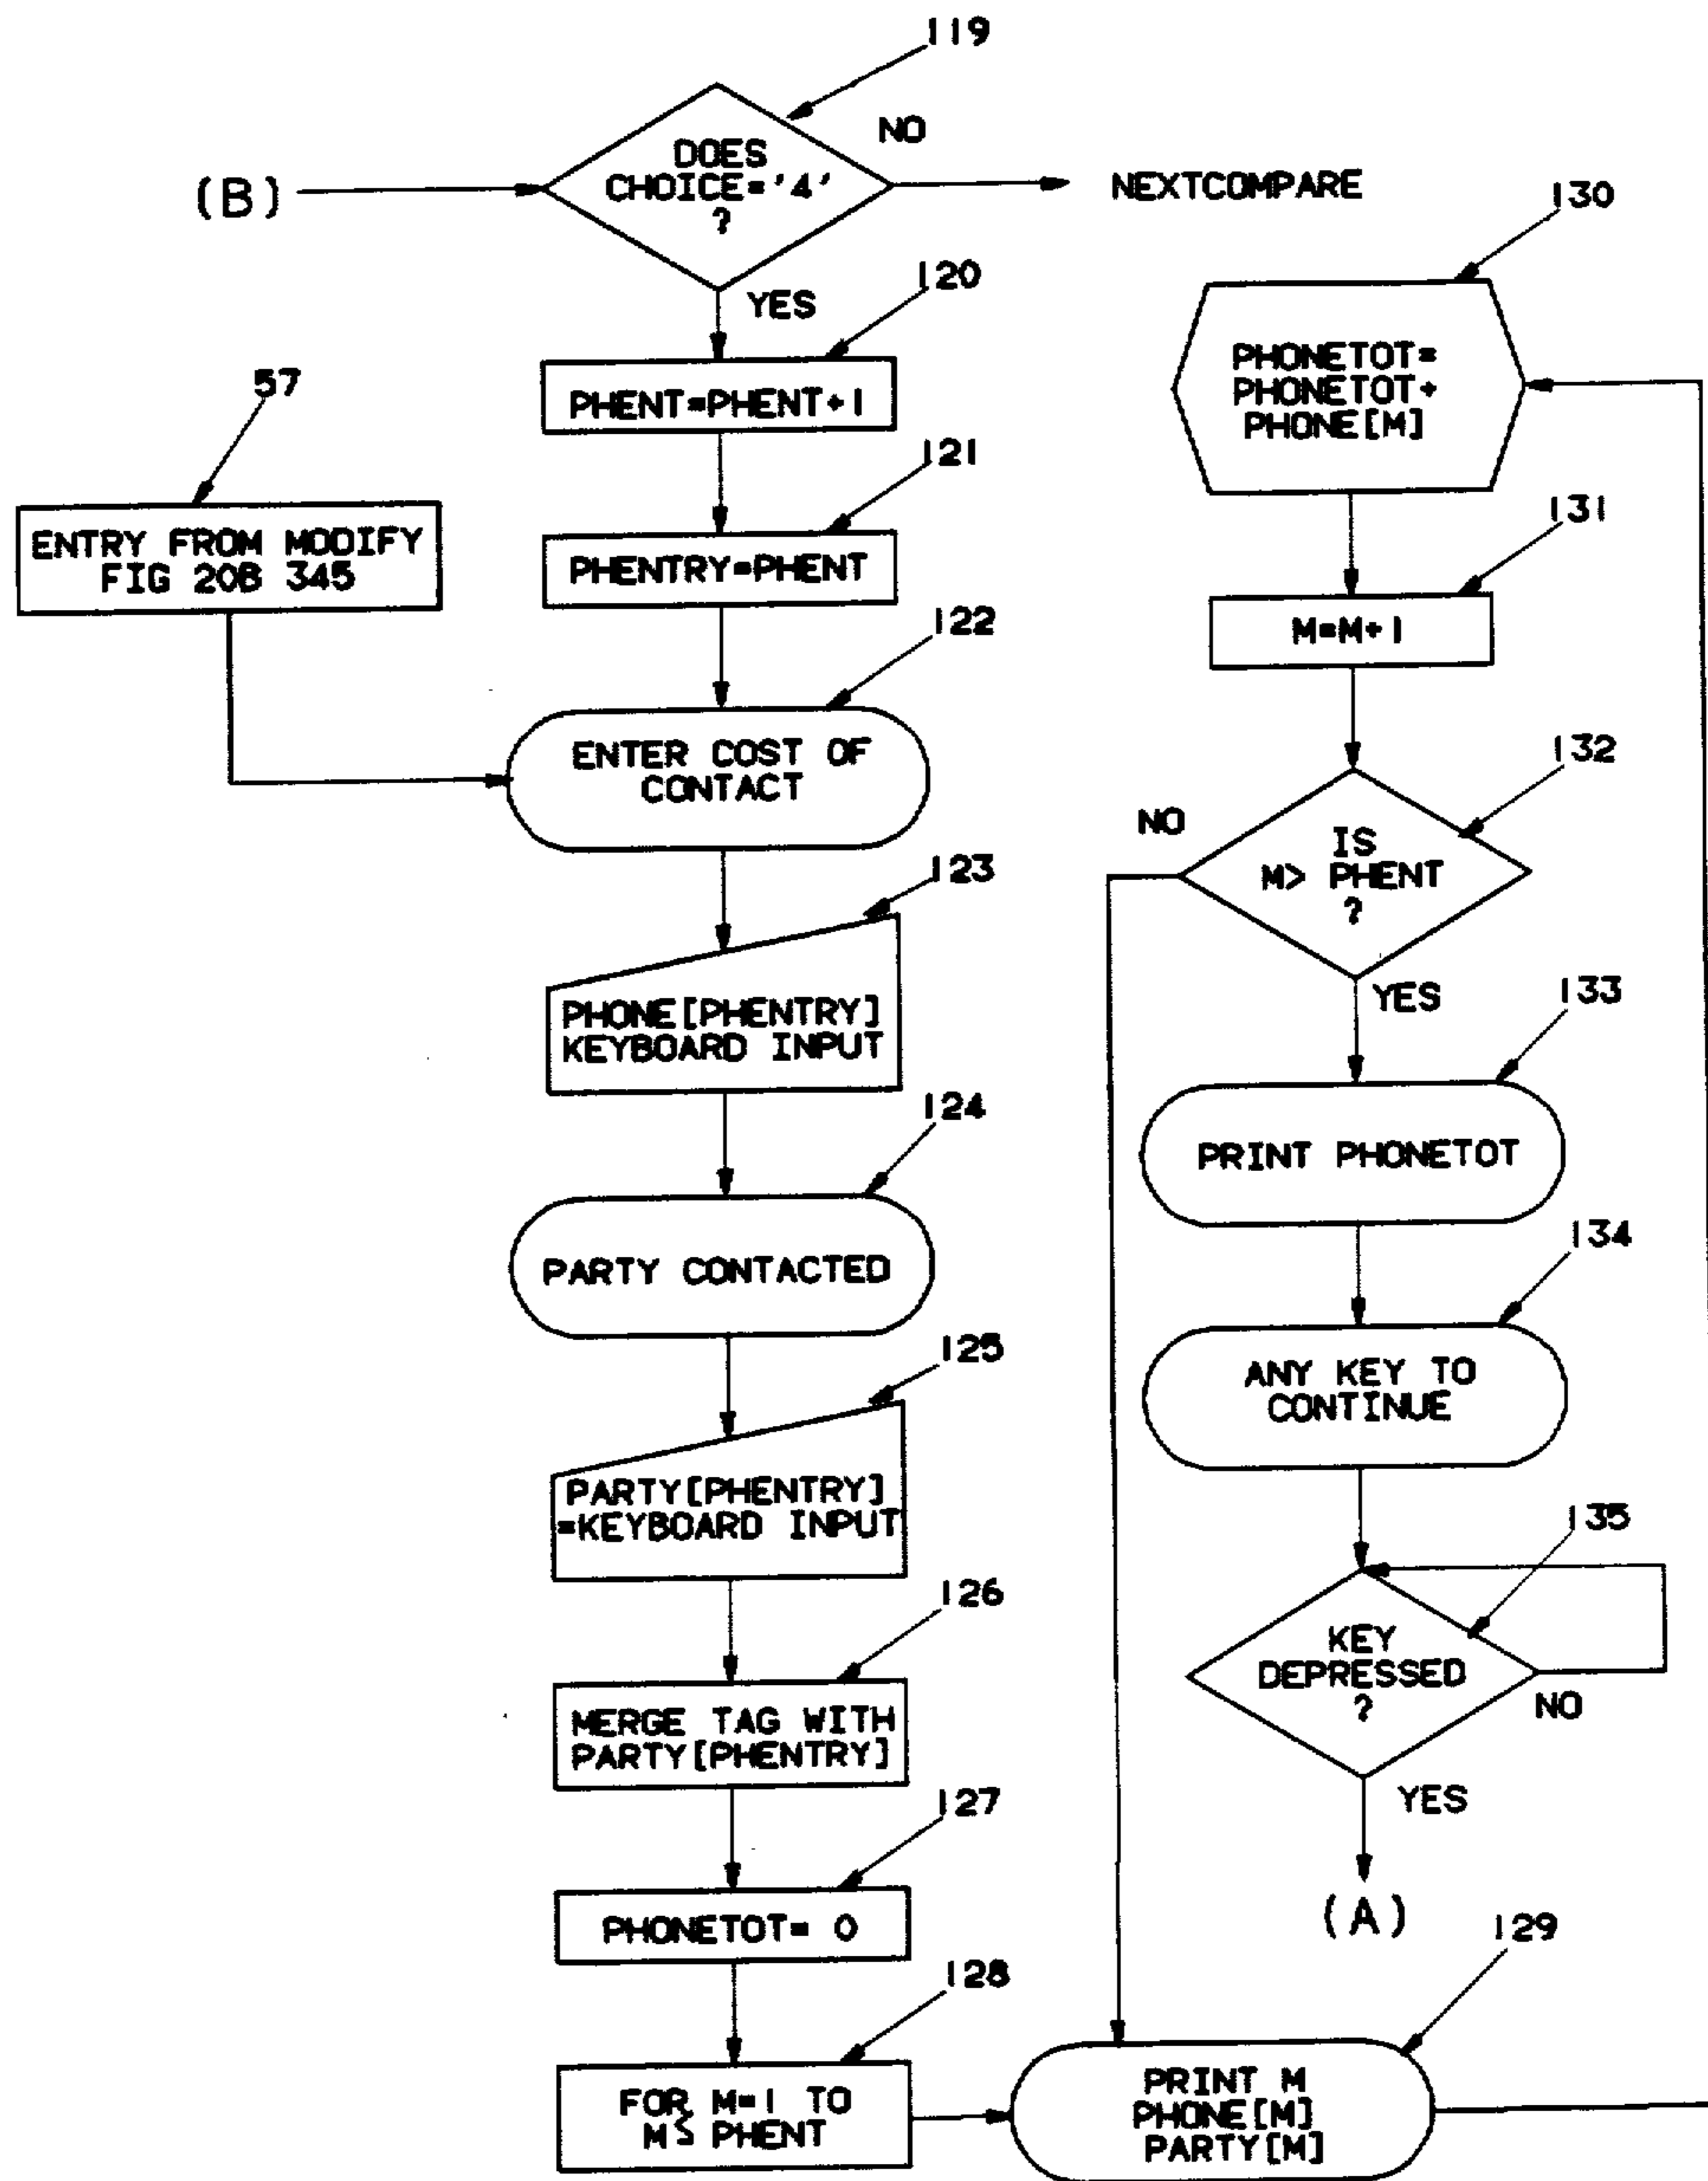 119
DOES
CHOICE='4'
?
NO
(B)
NEXTCOMPARE
YES
120
PHENT=PHENT+1
57
ENTRY FROM MODIFY
FIG 20B 345
121
PHENTRY=PHENT
122
ENTER COST OF
CONTACT
123
PHONE[PHENTRY]
KEYBOARD INPUT
124
PARTY CONTACTED
125
PARTY[PHENTRY]
=KEYBOARD INPUT
126
MERGE TAG WITH
PARTY[PHENTRY]
127
PHONETOT= 0
128
FOR M=1 TO
M≤ PHENT
129
PRINT M
PHONE[M]
PARTY[M]
130
PHONETOT=
PHONETOT+
PHONE[M]
131
M=M+1
132
NO
IS
M> PHENT
?
YES
133
PRINT PHONETOT
134
ANY KEY TO
CONTINUE
135
KEY
DEPRESSED
?
NO
YES
(A)